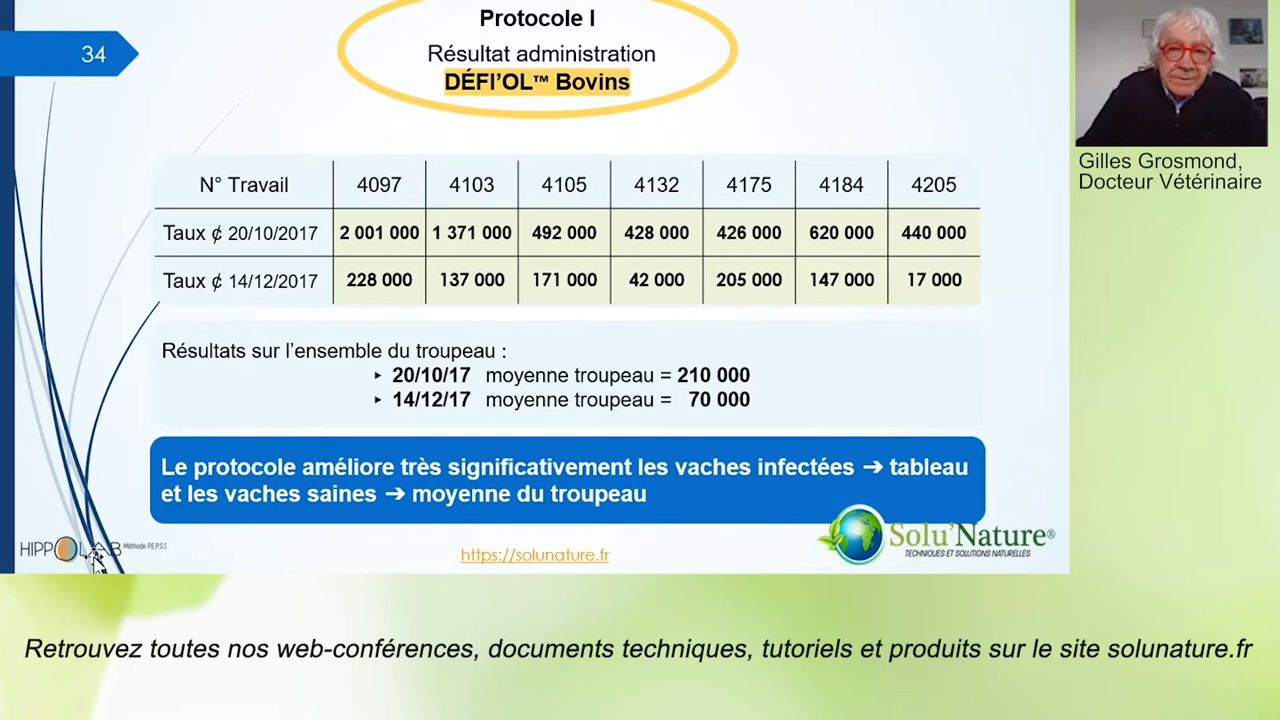 34
Protocole I
Résultat administration
DÉFI’OL™ Bovins
N° Travail 4097 4103 4105 4132 4175 4184 4205
Taux ¢ 20/10/2017 2 001 000 1 371 000 492 000 428 000 426 000 620 000 440 000
Taux ¢ 14/12/2017 228 000 137 000 171 000 42 000 205 000 147 000 17 000
Résultats sur l’ensemble du troupeau :
▸ 20/10/17 moyenne troupeau = 210 000
▸ 14/12/17 moyenne troupeau = 70 000
Le protocole améliore très significativement les vaches infectées ➔ tableau
et les vaches saines ➔ moyenne du troupeau
HIPPOLAB Méthode P.E.P.S.S
https://solunature.fr
Solu’Nature®
TECHNIQUES ET SOLUTIONS NATURELLES
Gilles Grosmond,
Docteur Vétérinaire
Retrouvez toutes nos web-conférences, documents techniques, tutoriels et produits sur le site solunature.fr